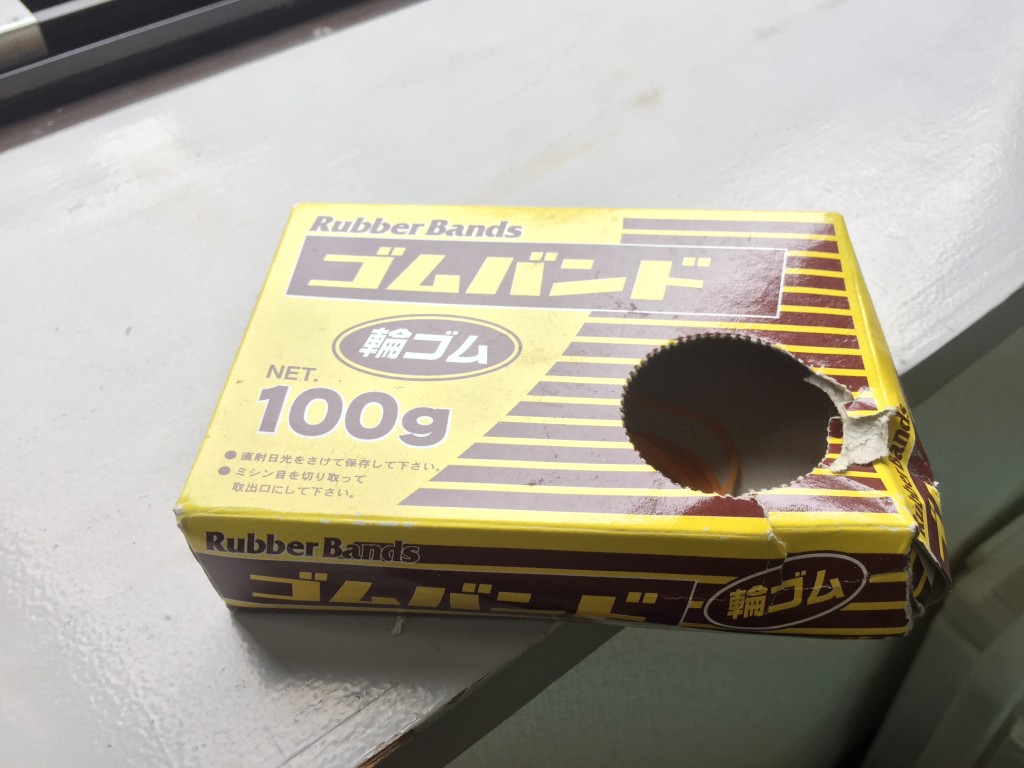 Rubber Bands
ゴムバンド
輪ゴム
NET.
100g
●直射日光をさけて保存して下さい。
●ミシン目を切り取って
取出口にして下さい。
Rubber Bands
ゴムバンド
輪ゴム
Rubber Bands